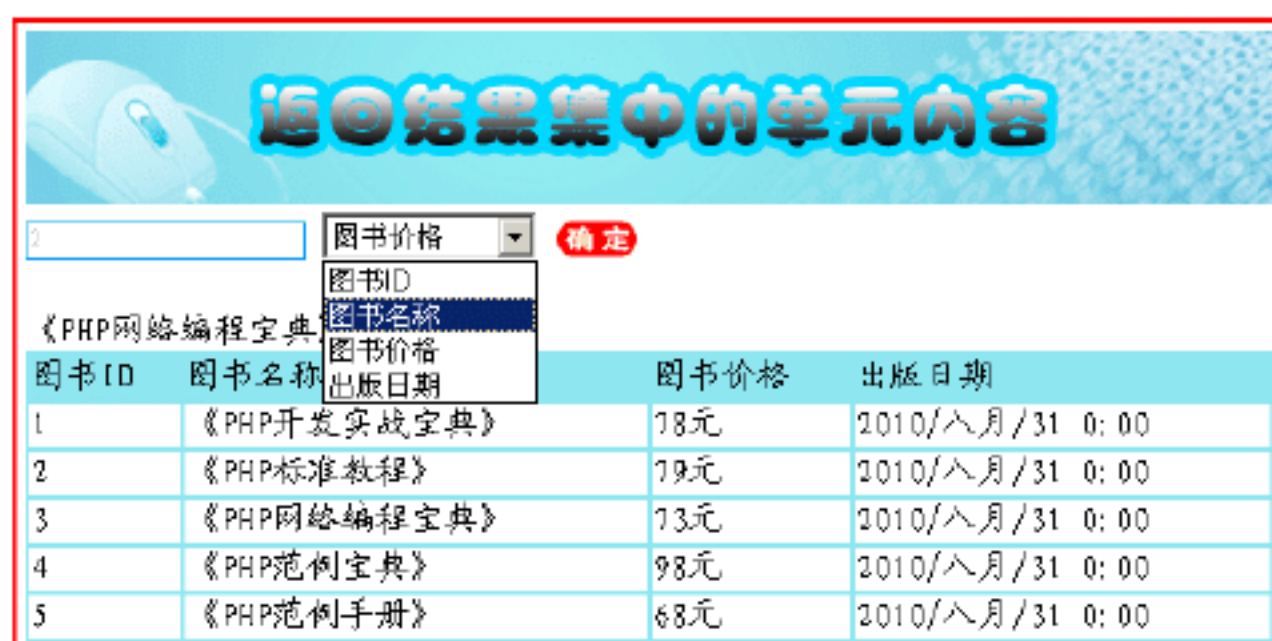 返回结果集中的单元内容
2 图书价格 确定
图书ID
图书名称
图书价格
出版日期
《PHP网络编程宝典
图书ID 图书名称 图书价格 出版日期
1 《PHP开发实战宝典》 78元 2010/八月/31 0:00
2 《PHP标准教程》 79元 2010/八月/31 0:00
3 《PHP网络编程宝典》 73元 2010/八月/31 0:00
4 《PHP范例宝典》 98元 2010/八月/31 0:00
5 《PHP范例手册》 68元 2010/八月/31 0:00